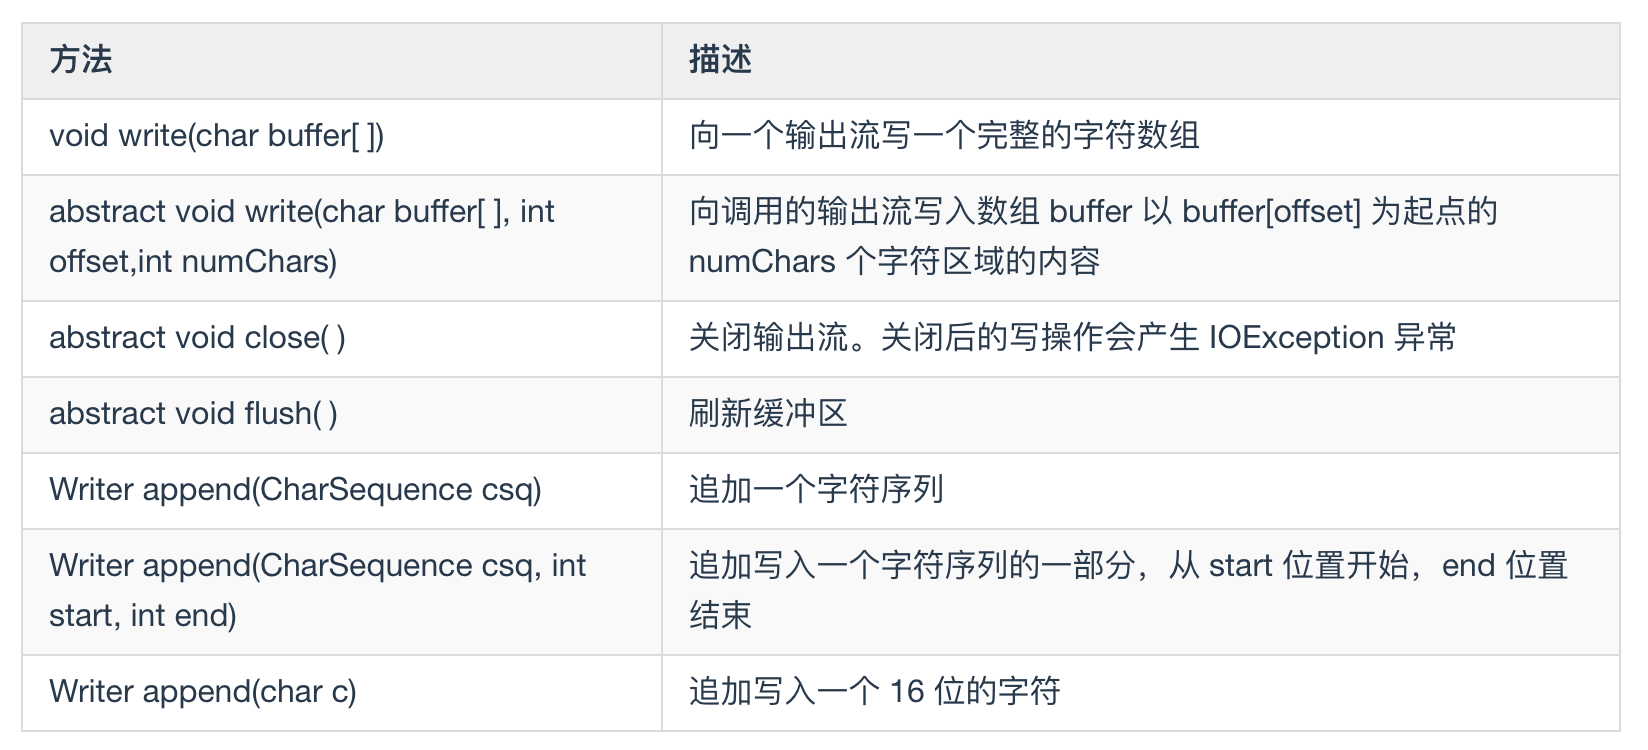 方法
描述
void write(char buffer[ ])
向一个输出流写一个完整的字符数组
abstract void write(char buffer[ ], int
offset,int numChars)
向调用的输出流写入数组 buffer 以 buffer[offset] 为起点的
numChars 个字符区域的内容
abstract void close( )
关闭输出流。关闭后的写操作会产生 IOException 异常
abstract void flush( )
刷新缓冲区
Writer append(CharSequence csq)
追加一个字符序列
Writer append(CharSequence csq, int
start, int end)
追加写入一个字符序列的一部分，从 start 位置开始，end 位置
结束
Writer append(char c)
追加写入一个 16 位的字符